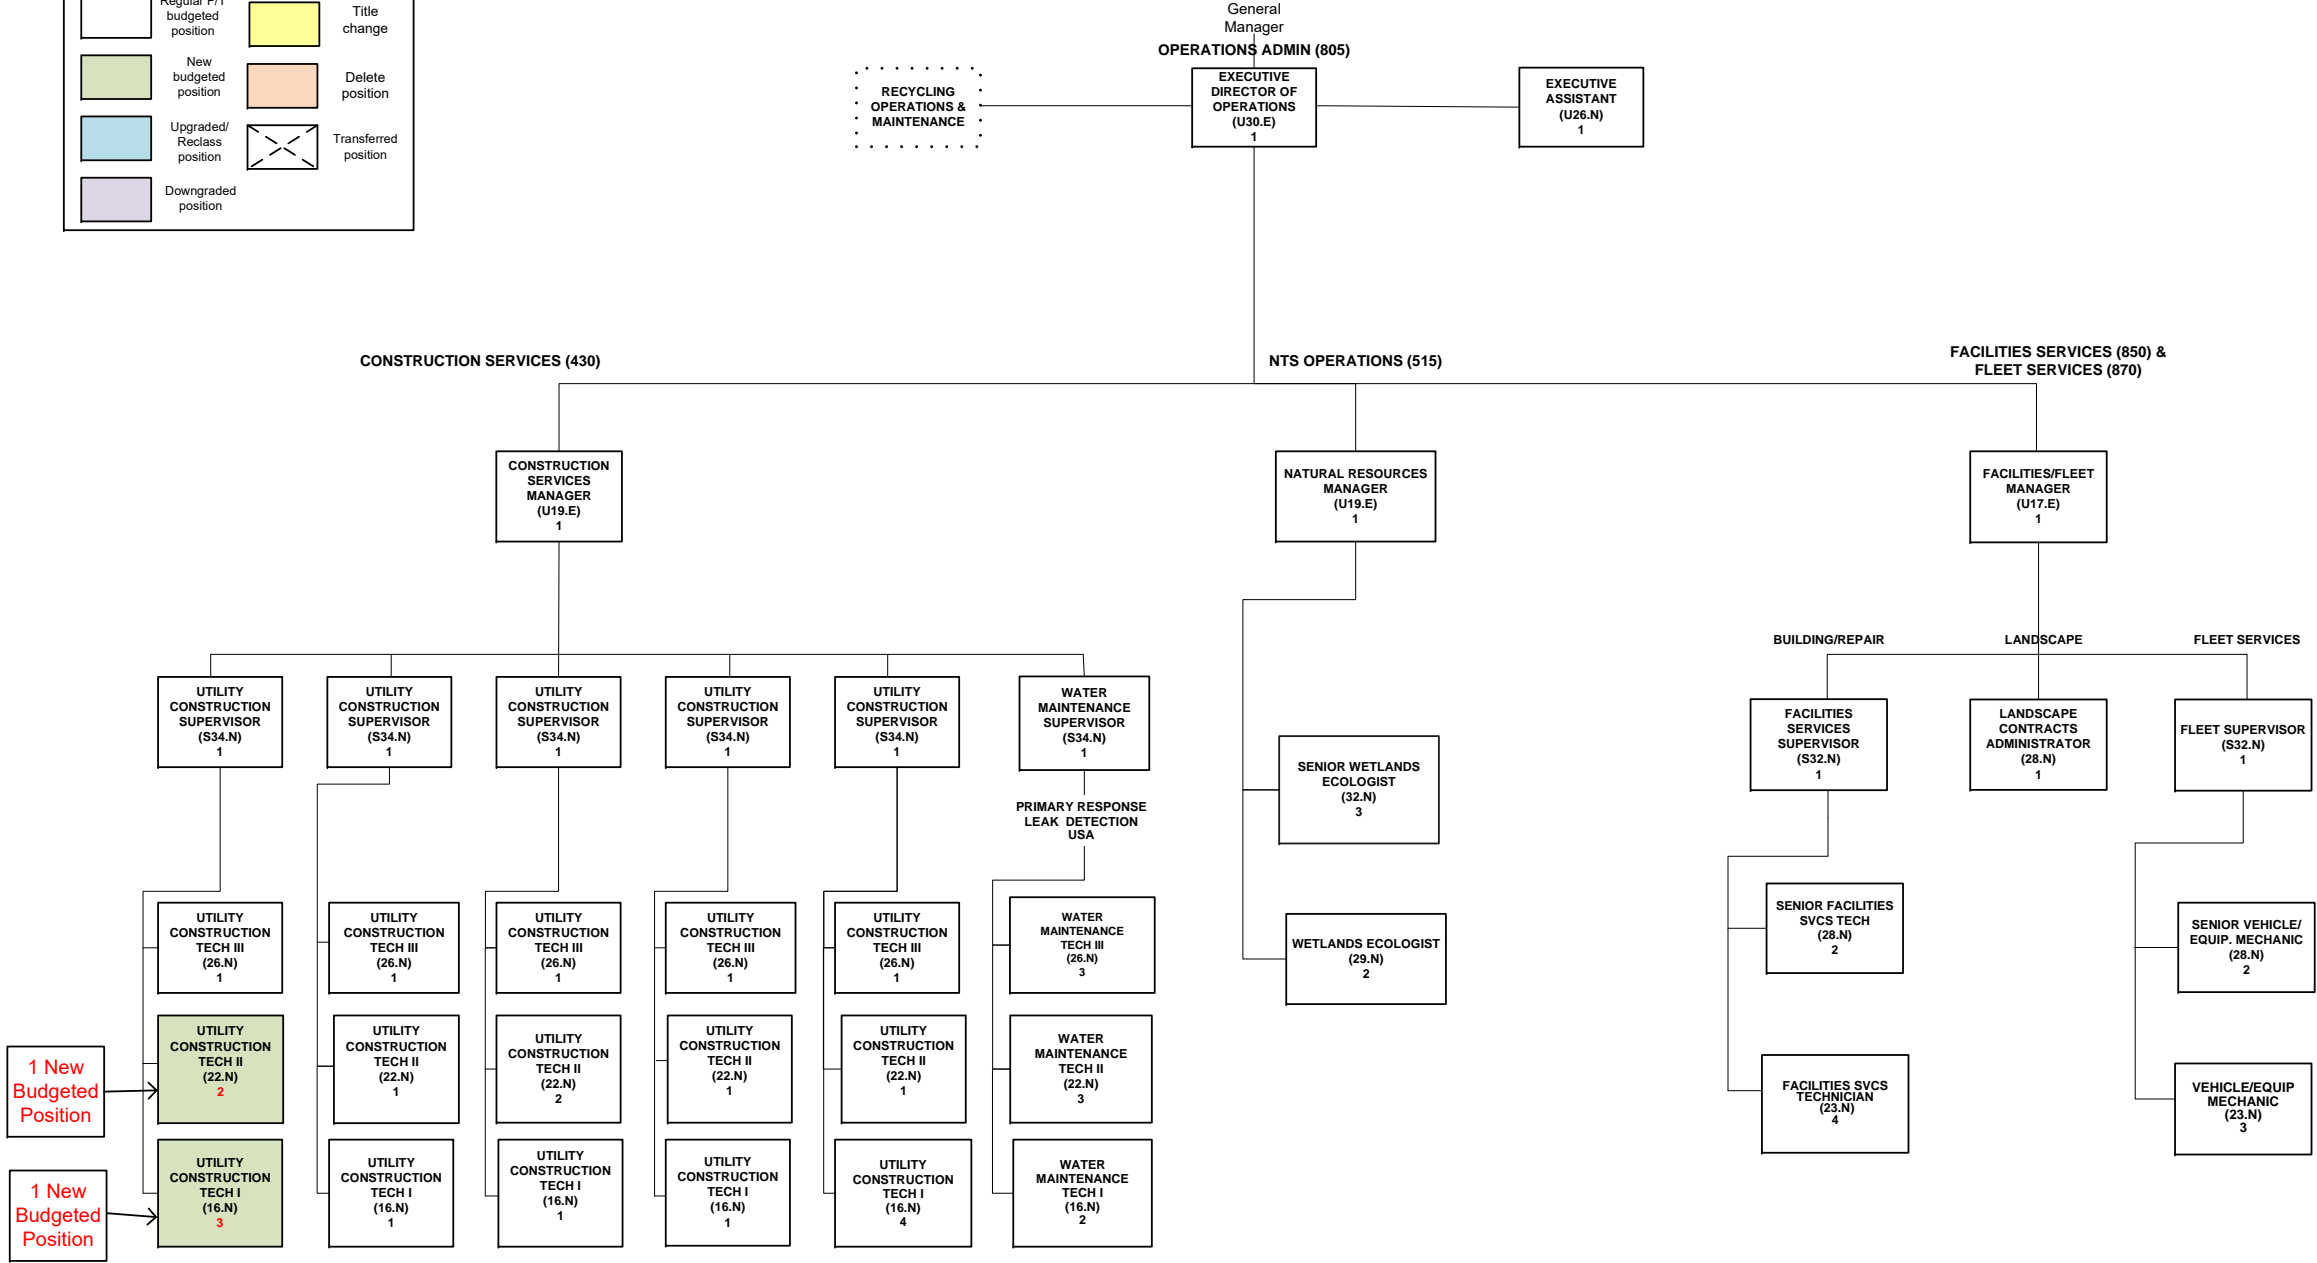 Regular F/T
budgeted
position
Title
change
New
budgeted
position
Delete
position
Upgraded/
Reclass
position
Transferred
position
Downgraded
position
General
Manager
OPERATIONS ADMIN (805)
RECYCLING
OPERATIONS &
MAINTENANCE
EXECUTIVE
DIRECTOR OF
OPERATIONS
(U30.E)
1
EXECUTIVE
ASSISTANT
(U26.N)
1
CONSTRUCTION SERVICES (430)
NTS OPERATIONS (515)
FACILITIES SERVICES (850) &
FLEET SERVICES (870)
CONSTRUCTION
SERVICES
MANAGER
(U19.E)
1
NATURAL RESOURCES
MANAGER
(U19.E)
1
FACILITIES/FLEET
MANAGER
(U17.E)
1
BUILDING/REPAIR
LANDSCAPE
FLEET SERVICES
UTILITY
CONSTRUCTION
SUPERVISOR
(S34.N)
1
UTILITY
CONSTRUCTION
SUPERVISOR
(S34.N)
1
UTILITY
CONSTRUCTION
SUPERVISOR
(S34.N)
1
UTILITY
CONSTRUCTION
SUPERVISOR
(S34.N)
1
UTILITY
CONSTRUCTION
SUPERVISOR
(S34.N)
1
WATER
MAINTENANCE
SUPERVISOR
(S34.N)
1
FACILITIES
SERVICES
SUPERVISOR
(S32.N)
1
LANDSCAPE
CONTRACTS
ADMINISTRATOR
(28.N)
1
FLEET SUPERVISOR
(S32.N)
1
SENIOR WETLANDS
ECOLOGIST
(32.N)
3
PRIMARY RESPONSE
LEAK DETECTION
USA
UTILITY
CONSTRUCTION
TECH III
(26.N)
1
UTILITY
CONSTRUCTION
TECH III
(26.N)
1
UTILITY
CONSTRUCTION
TECH III
(26.N)
1
UTILITY
CONSTRUCTION
TECH III
(26.N)
1
UTILITY
CONSTRUCTION
TECH III
(26.N)
1
WATER
MAINTENANCE
TECH III
(26.N)
3
WETLANDS ECOLOGIST
(29.N)
2
SENIOR FACILITIES
SVCS TECH
(28.N)
2
SENIOR VEHICLE/
EQUIP. MECHANIC
(28.N)
2
1 New
Budgeted
Position
UTILITY
CONSTRUCTION
TECH II
(22.N)
2
UTILITY
CONSTRUCTION
TECH II
(22.N)
1
UTILITY
CONSTRUCTION
TECH II
(22.N)
2
UTILITY
CONSTRUCTION
TECH II
(22.N)
1
UTILITY
CONSTRUCTION
TECH II
(22.N)
1
WATER
MAINTENANCE
TECH II
(22.N)
3
FACILITIES SVCS
TECHNICIAN
(23.N)
4
VEHICLE/EQUIP
MECHANIC
(23.N)
3
1 New
Budgeted
Position
UTILITY
CONSTRUCTION
TECH I
(16.N)
3
UTILITY
CONSTRUCTION
TECH I
(16.N)
1
UTILITY
CONSTRUCTION
TECH I
(16.N)
1
UTILITY
CONSTRUCTION
TECH I
(16.N)
1
UTILITY
CONSTRUCTION
TECH I
(16.N)
4
WATER
MAINTENANCE
TECH I
(16.N)
2